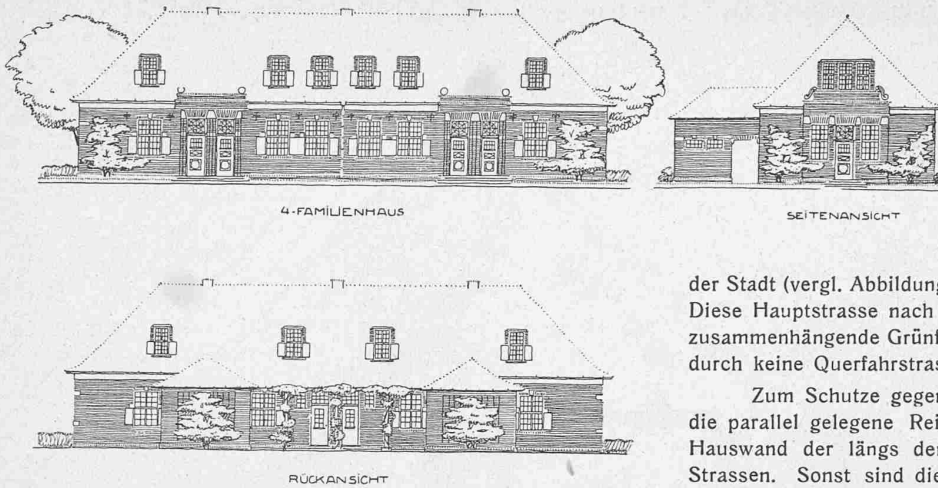 4-FAMILIENHAUS
SEITENANSICHT
RÜCKANSICHT
der Stadt (vergl. Abbildung
Diese Hauptstrasse nach
zusammenhängende Grünf
durch keine Querfahrstras
Zum Schutze gegen
die parallel gelegene Rei
Hauswand der längs der
Strassen. Sonst sind die